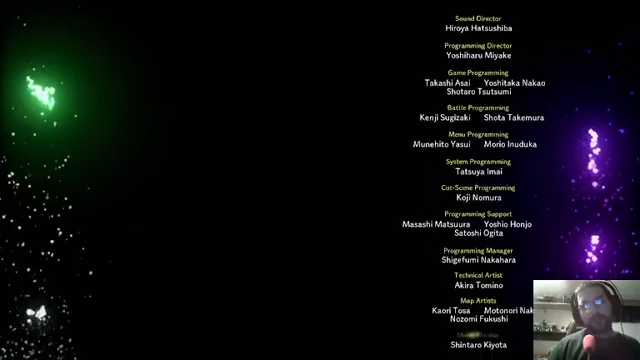 Sound Director
Hiroya Hatsushiba
Programming Director
Yoshiharu Miyake
Game Programming
Takashi Asai Yoshitaka Nakao
Shotaro Tsutsumi
Battle Programming
Kenji Sugizaki Shota Takemura
Menu Programming
Munehito Yasui Morio Inuduka
System Programming
Tatsuya Imai
Cut-Scene Programming
Koji Nomura
Programming Support
Masashi Matsuura Yoshio Honjo
Satoshi Ogita
Programming Manager
Shigefumi Nakahara
Technical Artist
Akira Tomino
Map Artists
Kaori Tosa Motonori Nak
Nozomi Fukushi
Shintaro Kiyota